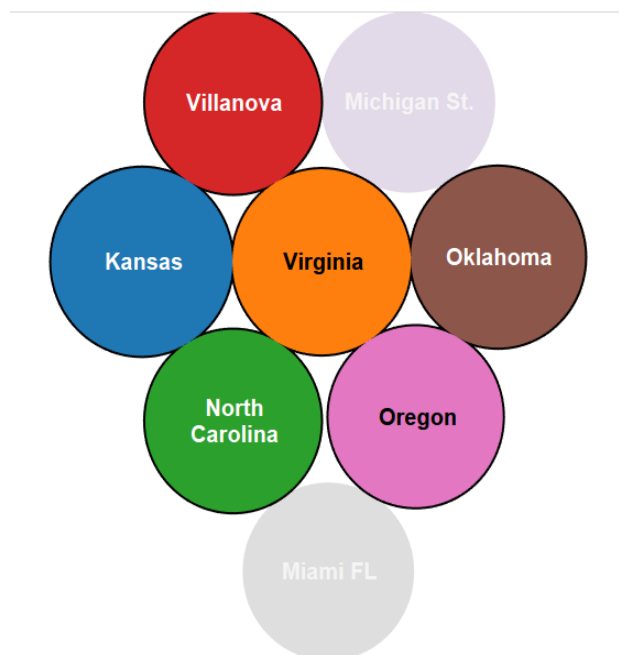 Villanova
Michigan St.
Kansas
Virginia
Oklahoma
North
Carolina
Oregon
Miami FL